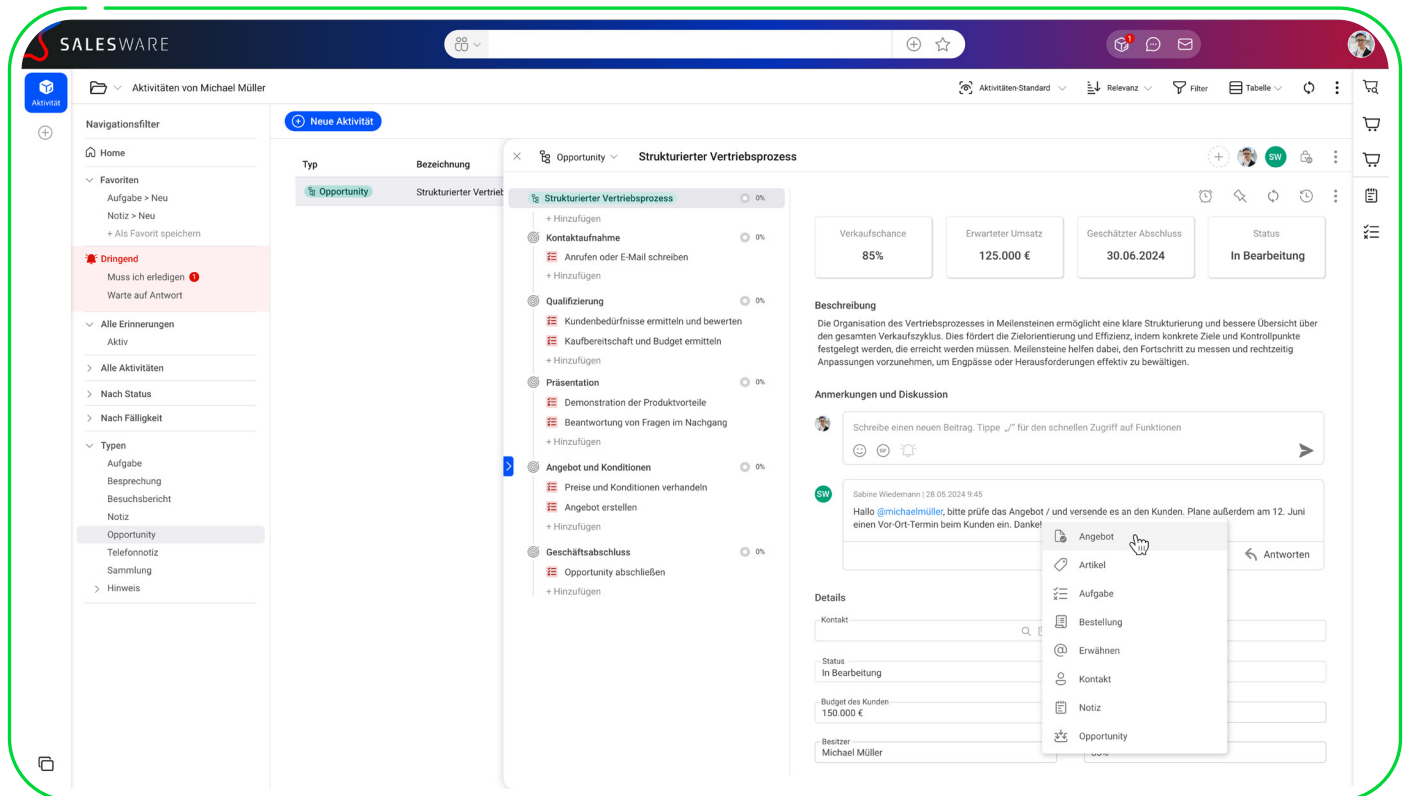 SALESWARE
1
Aktivität
Aktivitäten von Michael Müller
Aktivitäten-Standard
Relevanz
Filter
Tabelle
Navigationsfilter
Home
Favoriten
Aufgabe > Neu
Notiz > Neu
+ Als Favorit speichern
Dringend
Muss ich erledigen 1
Warte auf Antwort
Alle Erinnerungen
Aktiv
Alle Aktivitäten
Nach Status
Nach Fälligkeit
Typen
Aufgabe
Besprechung
Besuchsbericht
Notiz
Opportunity
Telefonnotiz
Sammlung
Hinweis
Neue Aktivität
Typ Bezeichnung
Opportunity Strukturierter Vertrieb
Opportunity Strukturierter Vertriebsprozess
SW
Strukturierter Vertriebsprozess 0%
+ Hinzufügen
Kontaktaufnahme 0%
Anrufen oder E-Mail schreiben
+ Hinzufügen
Qualifizierung 0%
Kundenbedürfnisse ermitteln und bewerten
Kaufbereitschaft und Budget ermitteln
+ Hinzufügen
Präsentation 0%
Demonstration der Produktvorteile
Beantwortung von Fragen im Nachgang
+ Hinzufügen
Angebot und Konditionen 0%
Preise und Konditionen verhandeln
Angebot erstellen
+ Hinzufügen
Geschäftsabschluss 0%
Opportunity abschließen
+ Hinzufügen
Verkaufschance
85%
Erwarteter Umsatz
125.000 €
Geschätzter Abschluss
30.06.2024
Status
In Bearbeitung
Beschreibung
Die Organisation des Vertriebsprozesses in Meilensteinen ermöglicht eine klare Strukturierung und bessere Übersicht über
den gesamten Verkaufszyklus. Dies fördert die Zielorientierung und Effizienz, indem konkrete Ziele und Kontrollpunkte
festgelegt werden, die erreicht werden müssen. Meilensteine helfen dabei, den Fortschritt zu messen und rechtzeitig
Anpassungen vorzunehmen, um Engpässe oder Herausforderungen effektiv zu bewältigen.
Anmerkungen und Diskussion
Schreibe einen neuen Beitrag. Tippe „/“ für den schnellen Zugriff auf Funktionen
GIF
SW
Sabine Wiedemann | 28.05.2024 9:45
Hallo @michaelmüller, bitte prüfe das Angebot / und versende es an den Kunden. Plane außerdem am 12. Juni
einen Vor-Ort-Termin beim Kunden ein. Danke!
Antworten
Angebot
Artikel
Aufgabe
Bestellung
Erwähnen
Kontakt
Notiz
Opportunity
Details
Kontakt
Status
In Bearbeitung
Budget des Kunden
150.000 €
Besitzer
Michael Müller